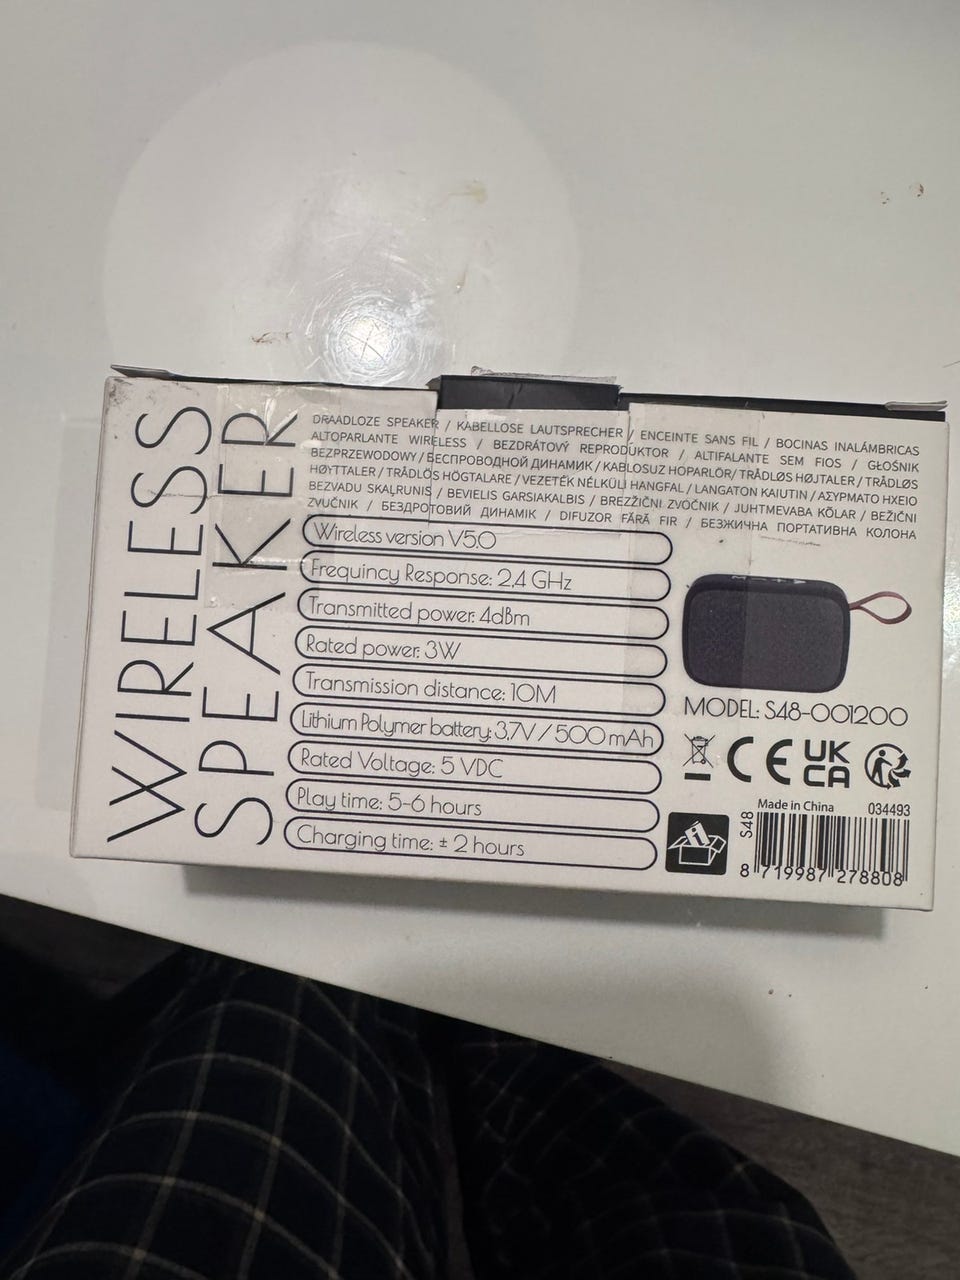 WIRELESS
SPEAKER
DRAADLOZE SPEAKER / KABELLOSE LAUTSPRECHER / ENCEINTE SANS FIL / BOCINAS INALÁMBRICAS
ALTOPARLANTE WIRELESS / BEZDRÁTOVÝ REPRODUKTOR / ALTIFALANTE SEM FIOS / GŁOŚNIK
BEZPRZEWODOWY / БЕСПРОВОДНОЙ ДИНАМИК / KABLOSUZ HOPARLÖR / TRÅDLØS HØJTALER / TRÅDLØS
HØYTTALER / TRÅDLÖS HÖGTALARE / VEZETÉK NÉLKÜLI HANGFAL / LANGATON KAIUTIN / ΑΣΥΡΜΑΤΟ ΗΧΕΙΟ
BEZVADU SKAĻRUNIS / BEVIELIS GARSIAKALBIS / BREZŽIČNI ZVOČNIK / JUHTMEVABA KÕLAR / BEŽIČNI
ZVUČNIK / БЕЗДРОТОВИЙ ДИНАМІК / DIFUZOR FĂRĂ FIR / БЕЗЖИЧНА ПОРТАТИВНА КОЛОНА
Wireless version V5.0
Frequincy Response: 2,4 GHz
Transmitted power: 4dBm
Rated power: 3W
Transmission distance: 10M
Lithium Polymer battery: 3,7V / 500 mAh
Rated Voltage: 5 VDC
Play time: 5-6 hours
Charging time: ± 2 hours
MODEL: S48-001200
CE UK
CA
Made in China 034493
S48
8 719987 278808